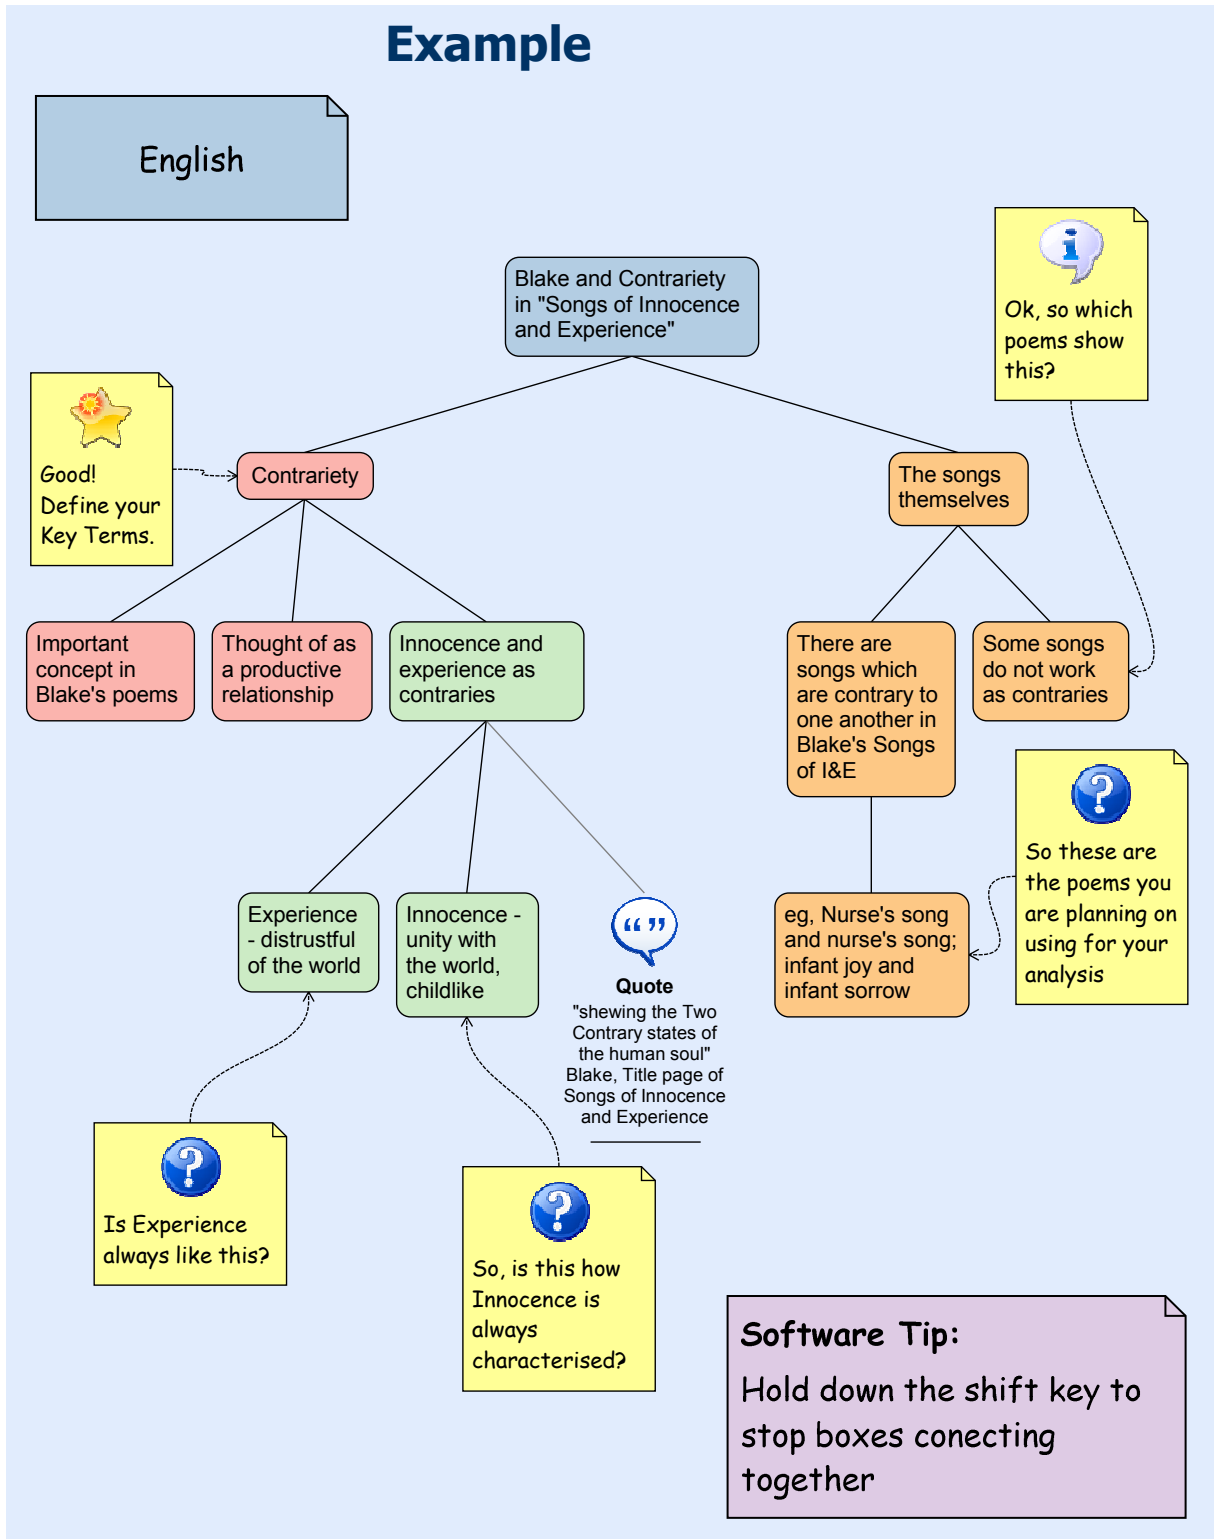 Example
English
Blake and Contrariety
in "Songs of Innocence
and Experience"
Ok, so which
poems show
this?
Good!
Define your
Key Terms.
Contrariety
The songs
themselves
Important
concept in
Blake's poems
Thought of as
a productive
relationship
Innocence and
experience as
contraries
There are
songs which
are contrary to
one another in
Blake's Songs
of I&E
Some songs
do not work
as contraries
So these are
the poems you
are planning on
using for your
analysis
Experience
- distrustful
of the world
Innocence -
unity with
the world,
childlike
Quote
"shewing the Two
Contrary states of
the human soul"
Blake, Title page of
Songs of Innocence
and Experience
eg, Nurse's song
and nurse's song;
infant joy and
infant sorrow
Is Experience
always like this?
So, is this how
Innocence is
always
characterised?
Software Tip:
Hold down the shift key to
stop boxes conecting
together